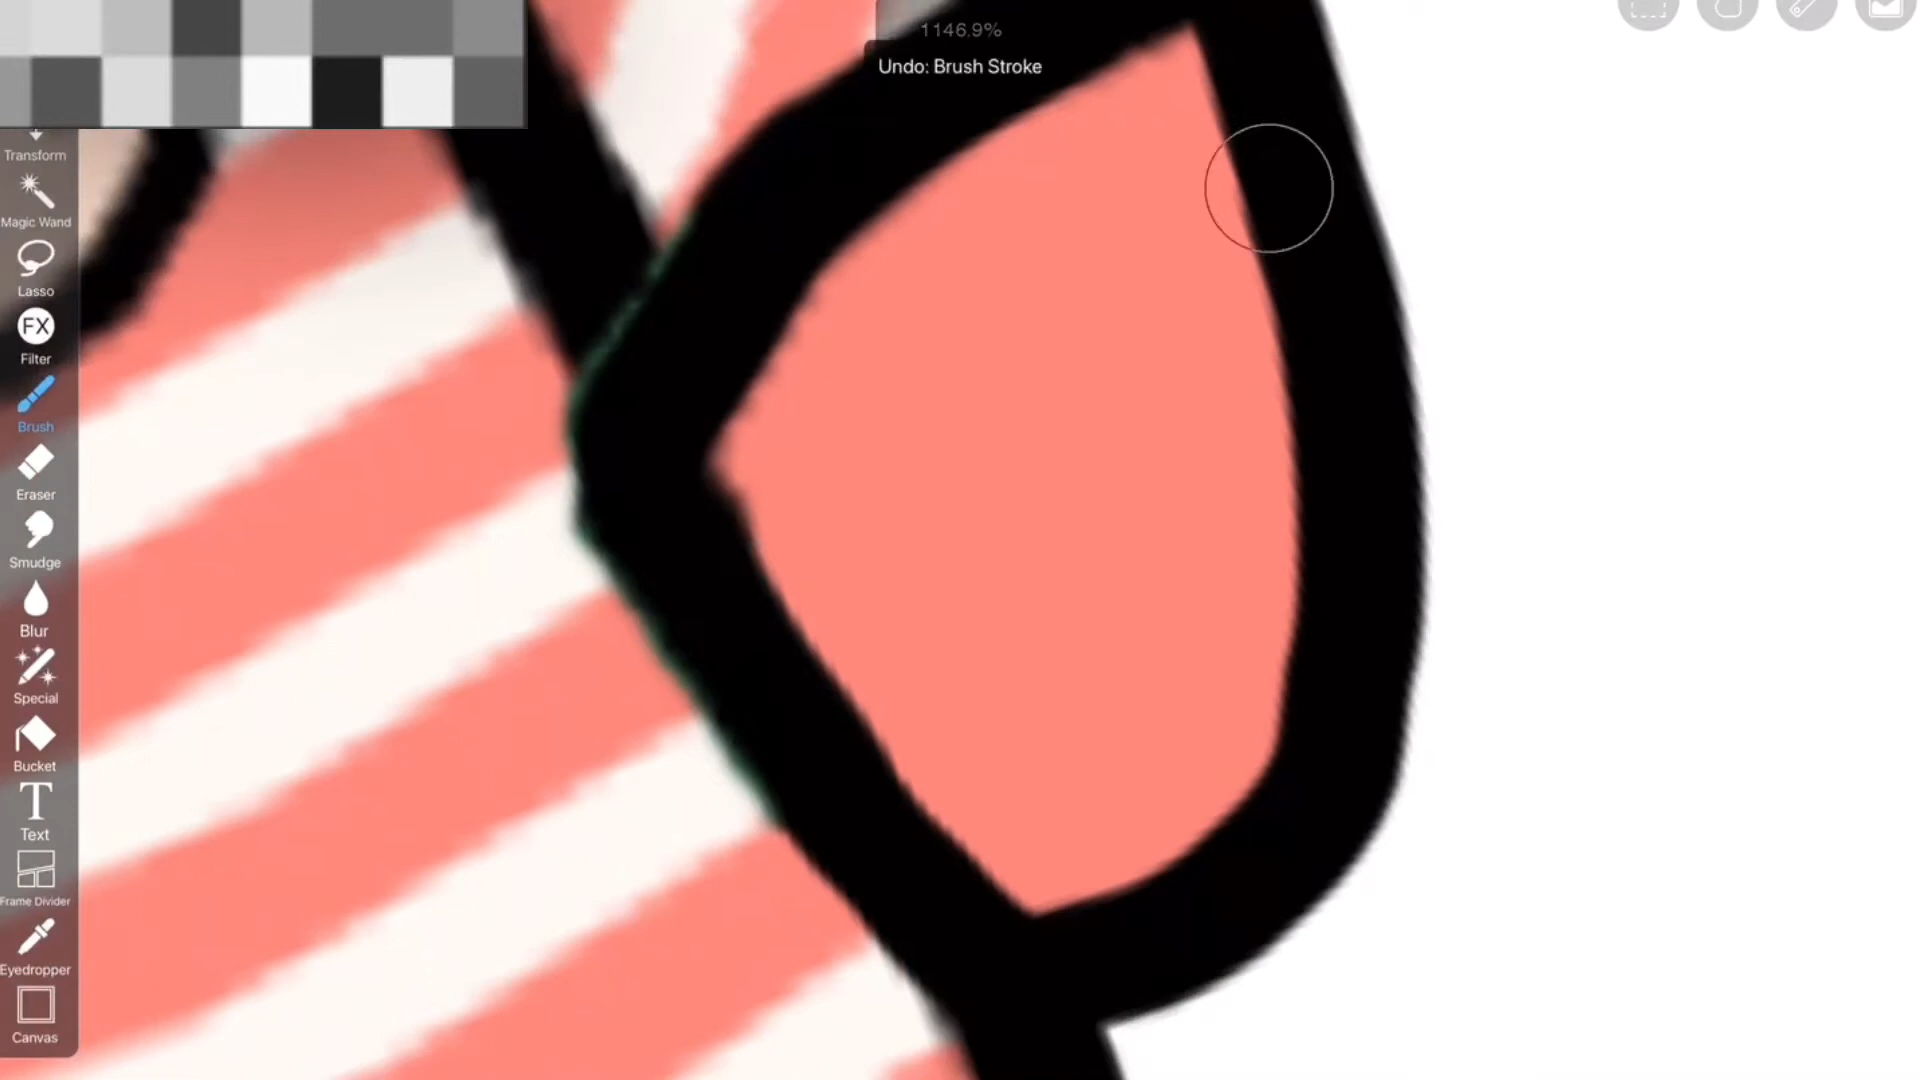 1146.9%
Undo: Brush Stroke
Transform
Magic Wand
Lasso
FX
Filter
Brush
Eraser
Smudge
Blur
Special
Bucket
T
Text
Frame Divider
Eyedropper
Canvas